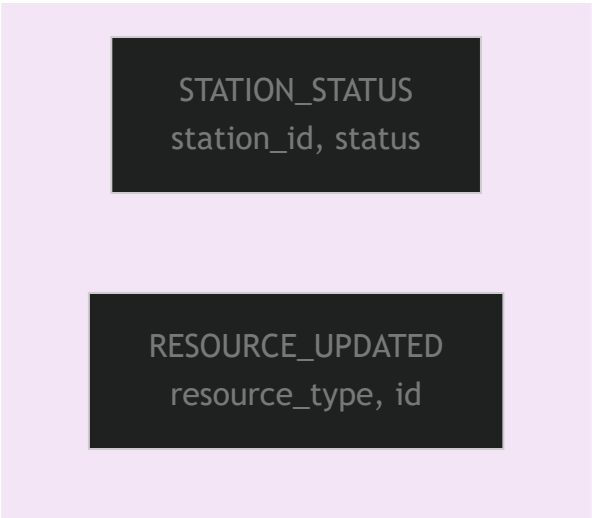 STATION_STATUS
station_id, status
RESOURCE_UPDATED
resource_type, id